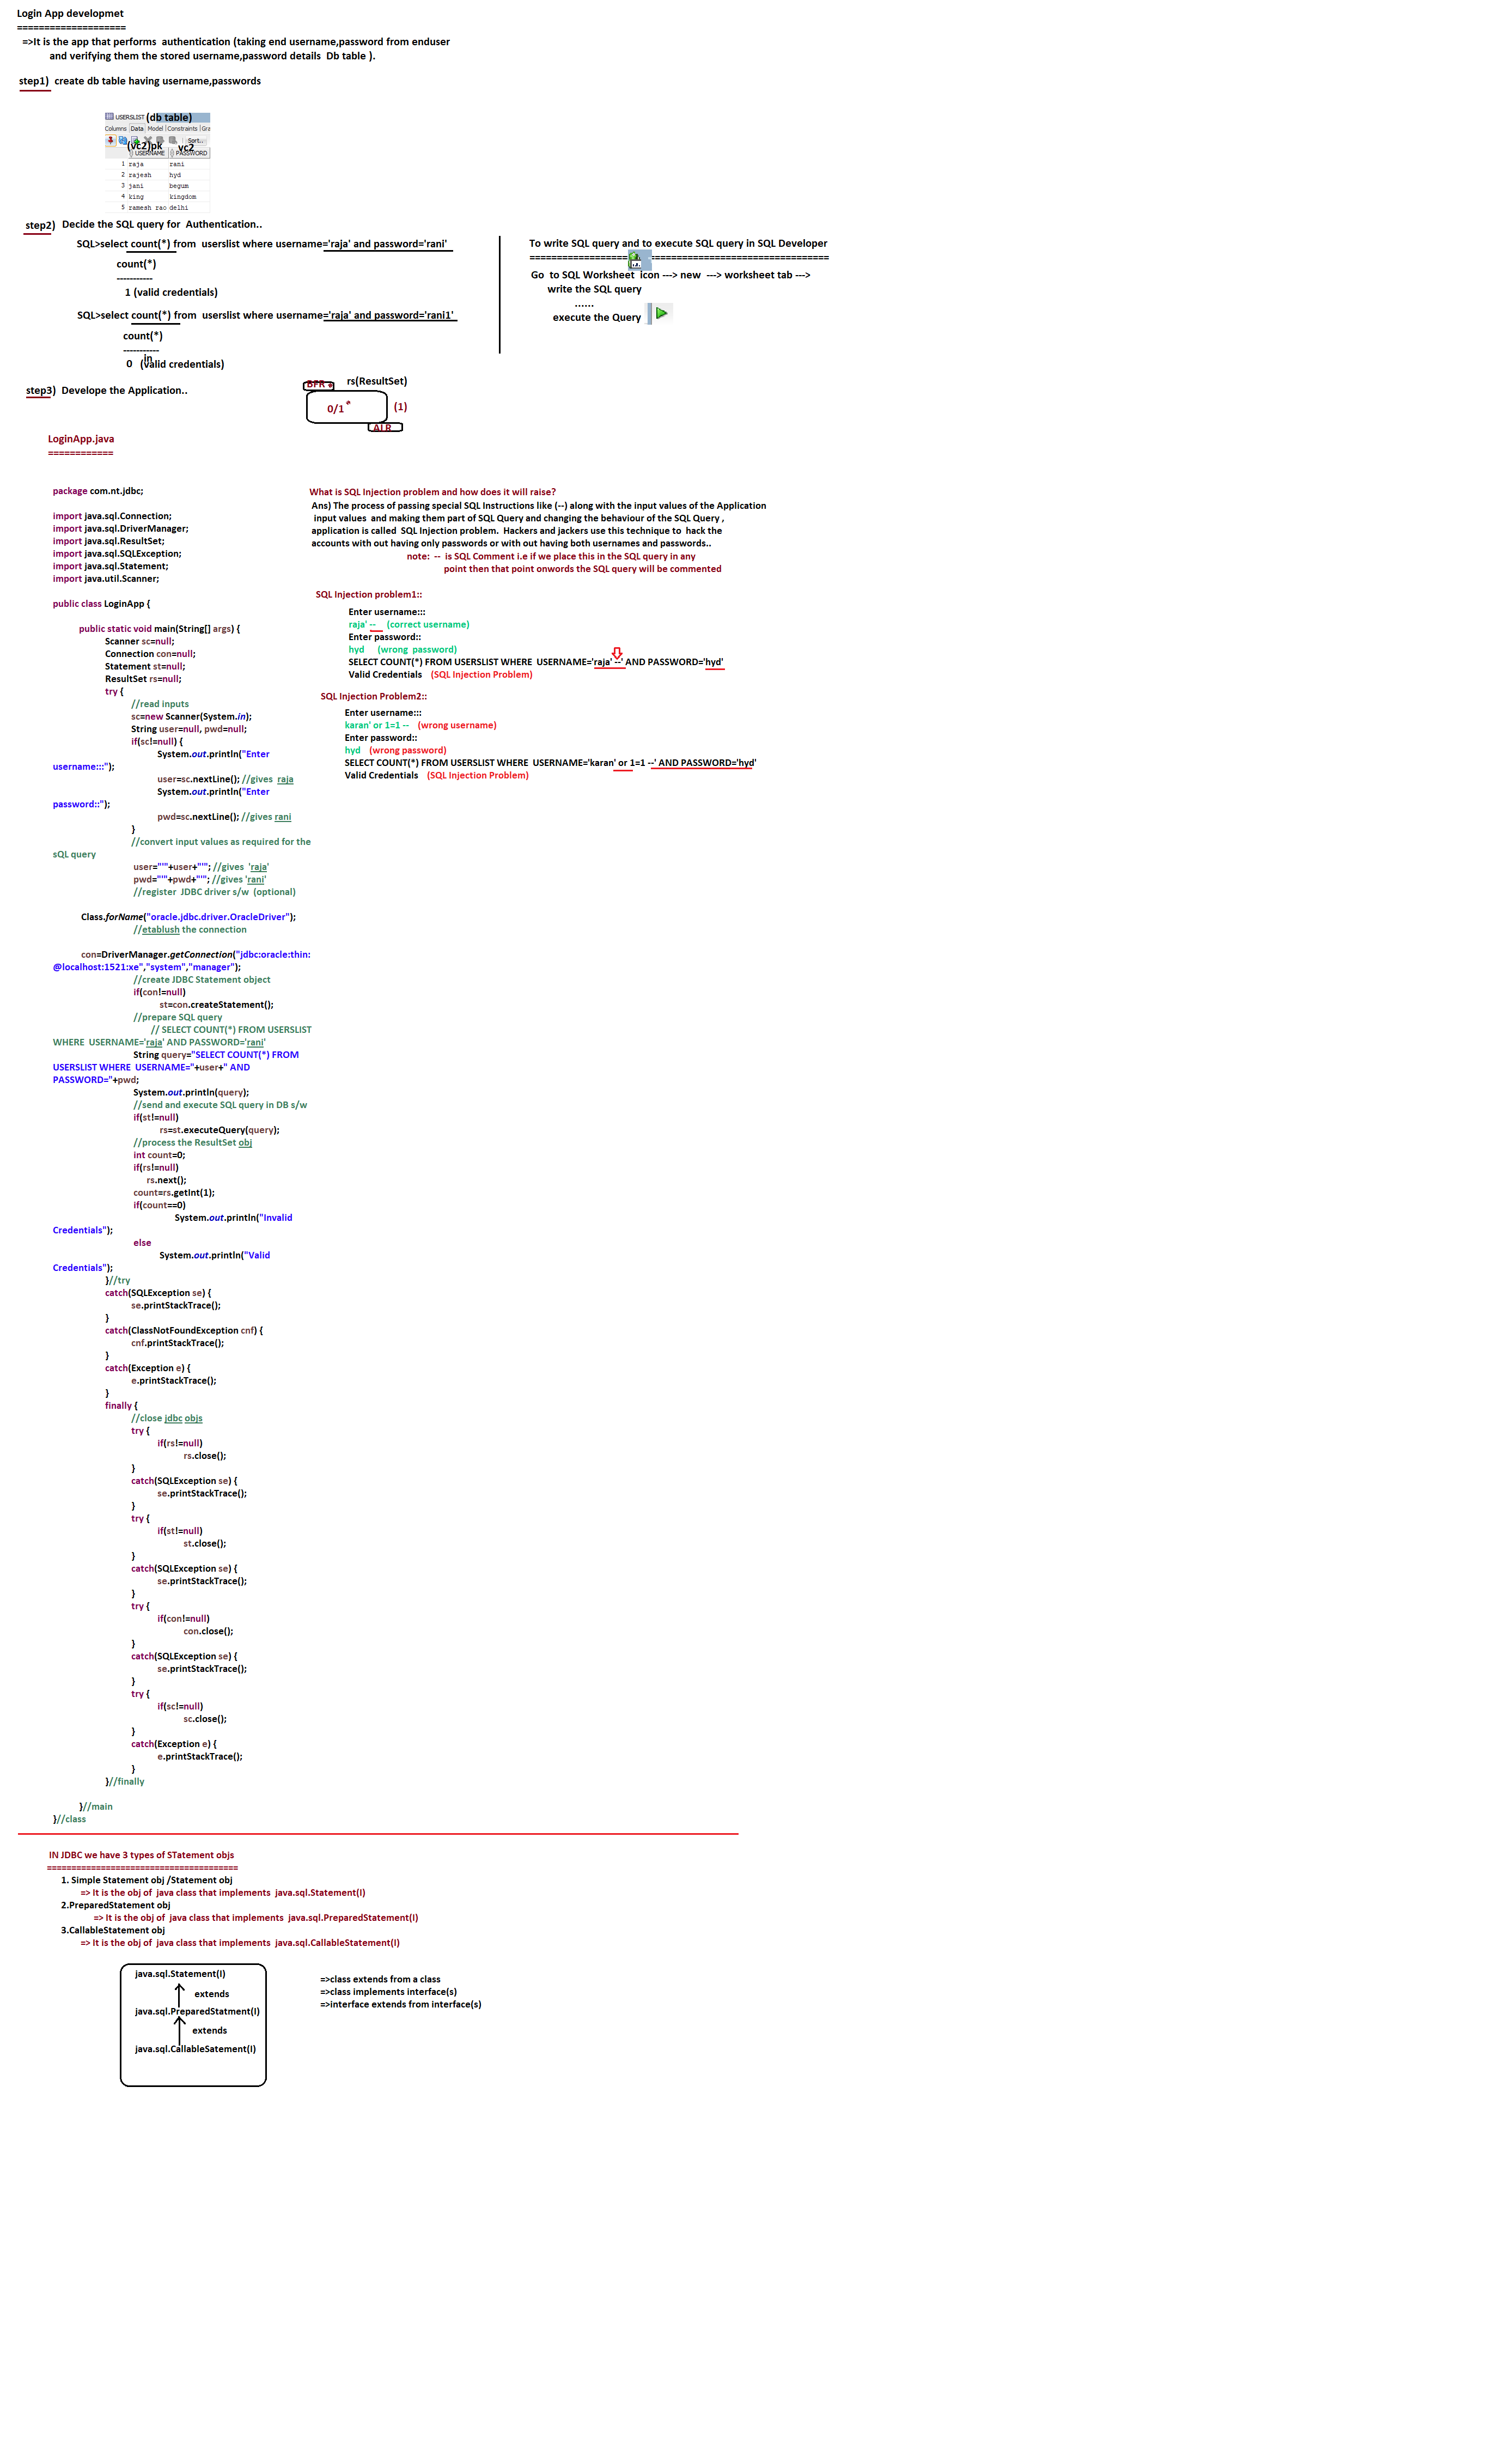 Login App developmet
====================
=>It is the app that performs  authentication (taking end username,password from enduser
and verifying them the stored username,password details  Db table ).
step1)  create db table having username,passwords
USERSLIST (db table)
Columns Data Model Constraints Gra
Sort..
(vc2)pk vc2
USERNAME PASSWORD
1 raja rani
2 rajesh hyd
3 jani begum
4 king kingdom
5 ramesh rao delhi
step2)  Decide the SQL query for  Authentication..
SQL>select count(*) from  userslist where username='raja' and password='rani'
count(*)
-----------
1 (valid credentials)
SQL>select count(*) from  userslist where username='raja' and password='rani1'
count(*)
-----------
in
0   (valid credentials)
To write SQL query and to execute SQL query in SQL Developer
=======================================================
Go  to SQL Worksheet  icon ---> new  ---> worksheet tab --->
write the SQL query
......
execute the Query
step3)  Develope the Application..
BFR
rs(ResultSet)
0/1
(1)
ALR
LoginApp.java
============
package com.nt.jdbc;
import java.sql.Connection;
import java.sql.DriverManager;
import java.sql.ResultSet;
import java.sql.SQLException;
import java.sql.Statement;
import java.util.Scanner;
public class LoginApp {
public static void main(String[] args) {
Scanner sc=null;
Connection con=null;
Statement st=null;
ResultSet rs=null;
try {
//read inputs
sc=new Scanner(System.in);
String user=null, pwd=null;
if(sc!=null) {
System.out.println("Enter
username:::");
user=sc.nextLine(); //gives  raja
System.out.println("Enter
password::");
pwd=sc.nextLine(); //gives rani
}
//convert input values as required for the
sQL query
user="'"+user+"'"; //gives  'raja'
pwd="'"+pwd+"'"; //gives 'rani'
//register  JDBC driver s/w  (optional)
Class.forName("oracle.jdbc.driver.OracleDriver");
//etablush the connection
con=DriverManager.getConnection("jdbc:oracle:thin:
@localhost:1521:xe","system","manager");
//create JDBC Statement object
if(con!=null)
st=con.createStatement();
//prepare SQL query
// SELECT COUNT(*) FROM USERSLIST
WHERE  USERNAME='raja' AND PASSWORD='rani'
String query="SELECT COUNT(*) FROM
USERSLIST WHERE  USERNAME="+user+" AND
PASSWORD="+pwd;
System.out.println(query);
//send and execute SQL query in DB s/w
if(st!=null)
rs=st.executeQuery(query);
//process the ResultSet obj
int count=0;
if(rs!=null)
rs.next();
count=rs.getInt(1);
if(count==0)
System.out.println("Invalid
Credentials");
else
System.out.println("Valid
Credentials");
}//try
catch(SQLException se) {
se.printStackTrace();
}
catch(ClassNotFoundException cnf) {
cnf.printStackTrace();
}
catch(Exception e) {
e.printStackTrace();
}
finally {
//close jdbc objs
try {
if(rs!=null)
rs.close();
}
catch(SQLException se) {
se.printStackTrace();
}
try {
if(st!=null)
st.close();
}
catch(SQLException se) {
se.printStackTrace();
}
try {
if(con!=null)
con.close();
}
catch(SQLException se) {
se.printStackTrace();
}
try {
if(sc!=null)
sc.close();
}
catch(Exception e) {
e.printStackTrace();
}
}//finally
}//main
}//class
What is SQL Injection problem and how does it will raise?
Ans) The process of passing special SQL Instructions like (--) along with the input values of the Application
input values  and making them part of SQL Query and changing the behaviour of the SQL Query ,
application is called  SQL Injection problem.  Hackers and jackers use this technique to  hack the
accounts with out having only passwords or with out having both usernames and passwords..
note:  --  is SQL Comment i.e if we place this in the SQL query in any
point then that point onwords the SQL query will be commented
SQL Injection problem1::
Enter username:::
raja' --    (correct username)
Enter password::
hyd     (wrong  password)
SELECT COUNT(*) FROM USERSLIST WHERE  USERNAME='raja' --' AND PASSWORD='hyd'
Valid Credentials   (SQL Injection Problem)
SQL Injection Problem2::
Enter username:::
karan' or 1=1 --   (wrong username)
Enter password::
hyd   (wrong password)
SELECT COUNT(*) FROM USERSLIST WHERE  USERNAME='karan' or 1=1 --' AND PASSWORD='hyd'
Valid Credentials   (SQL Injection Problem)
IN JDBC we have 3 types of STatement objs
=======================================
1. Simple Statement obj /Statement obj
=> It is the obj of  java class that implements  java.sql.Statement(I)
2.PreparedStatement obj
=> It is the obj of  java class that implements  java.sql.PreparedStatement(I)
3.CallableStatement obj
=> It is the obj of  java class that implements  java.sql.CallableStatement(I)
java.sql.Statement(I)
extends
java.sql.PreparedStatment(I)
extends
java.sql.CallableSatement(I)
=>class extends from a class
=>class implements interface(s)
=>interface extends from interface(s)